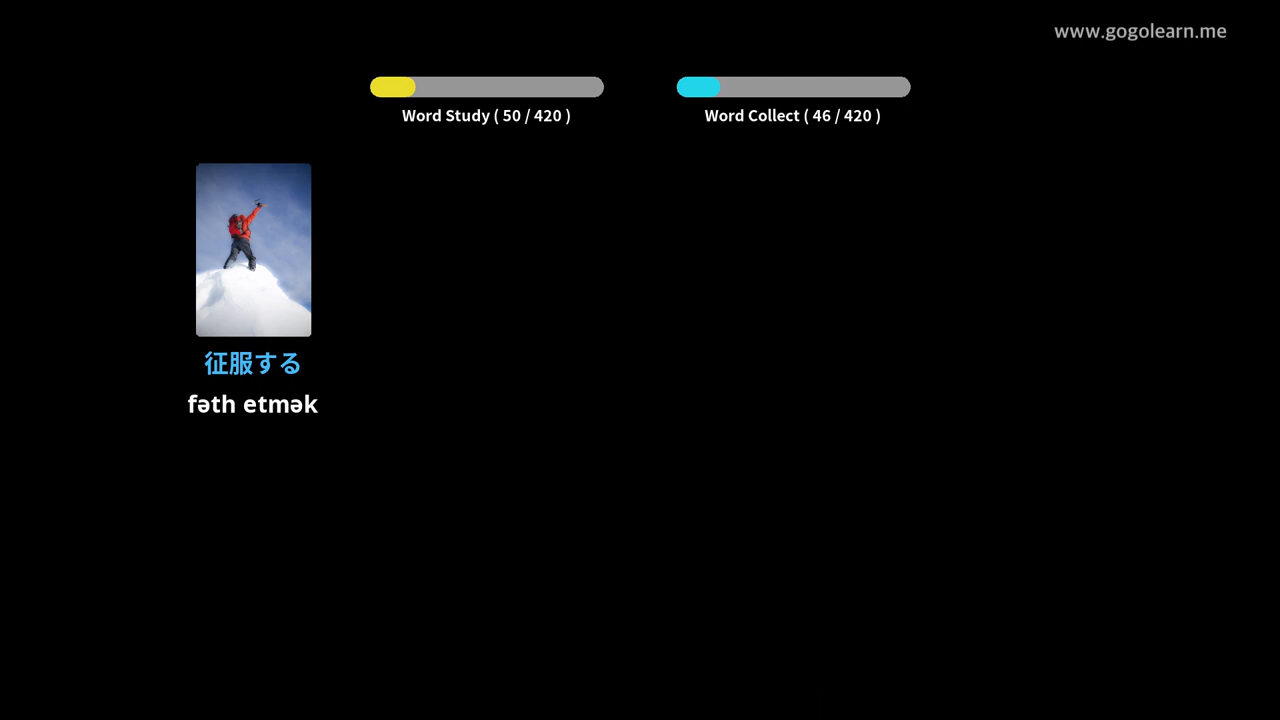 www.gogolearn.me
Word Study ( 50 / 420 )
Word Collect ( 46 / 420 )
征服する
fəth etmək